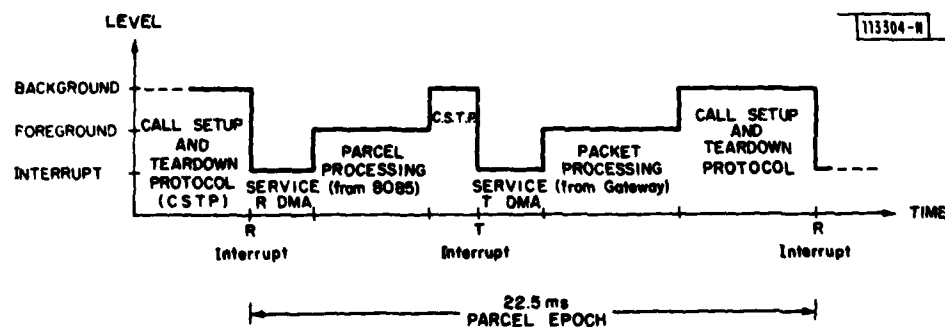 LEVEL
113304-N
BACKGROUND
FOREGROUND
INTERRUPT
CALL SETUP
AND
TEARDOWN
PROTOCOL
(CSTP)
SERVICE
R DMA
PARCEL
PROCESSING
(from 8085)
C.S.T.P.
SERVICE
T DMA
PACKET
PROCESSING
(from Gateway)
CALL SETUP
AND
TEARDOWN
PROTOCOL
TIME
R
Interrupt
T
Interrupt
R
Interrupt
22.5 ms
PARCEL EPOCH